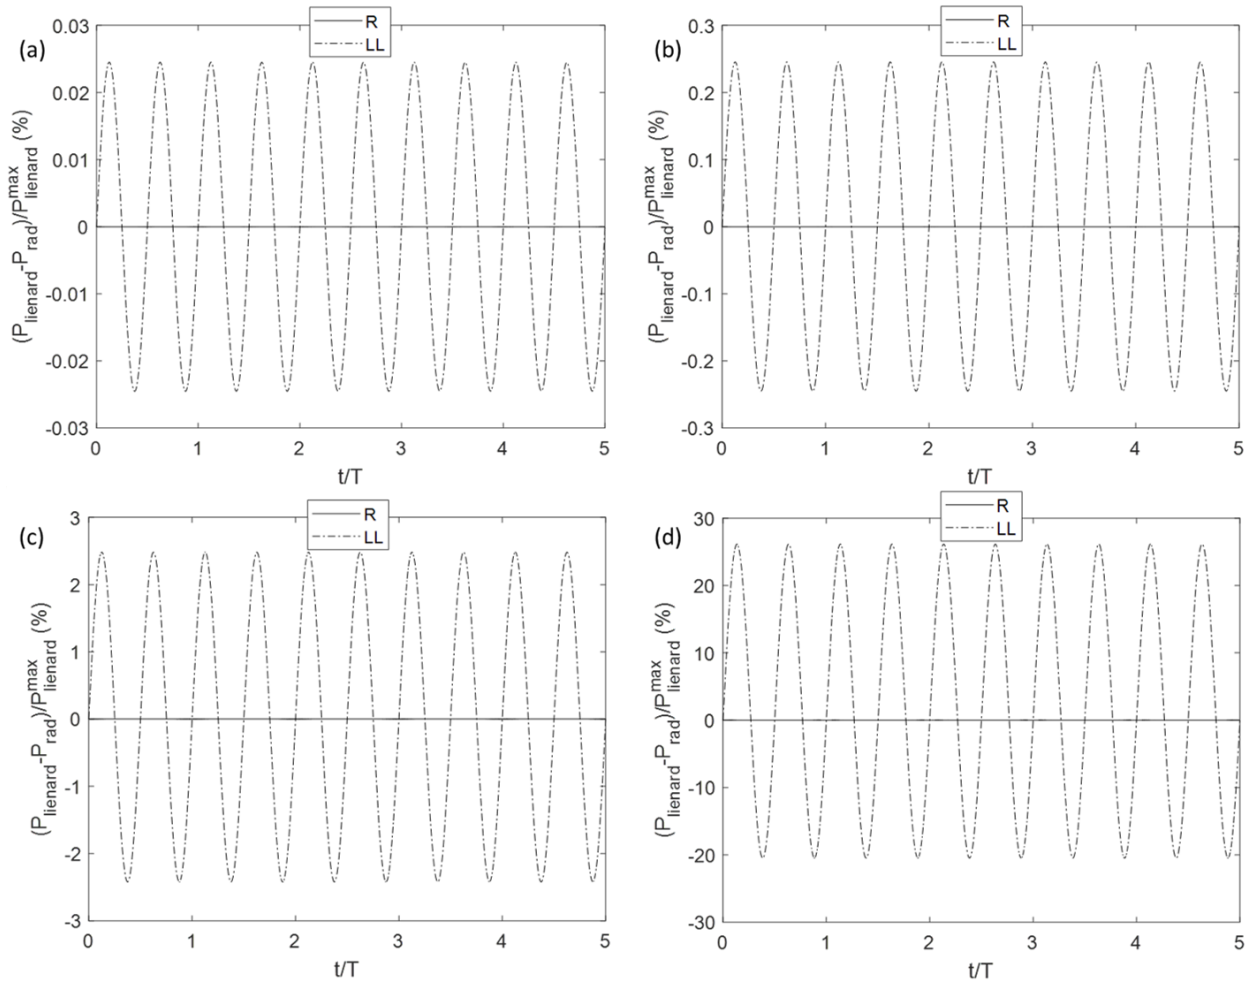 (a)
R
LL
0.03
0.02
0.01
0
-0.01
-0.02
-0.03
(P_lienard-P_rad)/P^max_lienard (%)
0 1 2 3 4 5
t/T
(b)
R
LL
0.3
0.2
0.1
0
-0.1
-0.2
-0.3
(P_lienard-P_rad)/P^max_lienard (%)
0 1 2 3 4 5
t/T
(c)
R
LL
3
2
1
0
-1
-2
-3
(P_lienard-P_rad)/P^max_lienard (%)
0 1 2 3 4 5
t/T
(d)
R
LL
30
20
10
0
-10
-20
-30
(P_lienard-P_rad)/P^max_lienard (%)
0 1 2 3 4 5
t/T